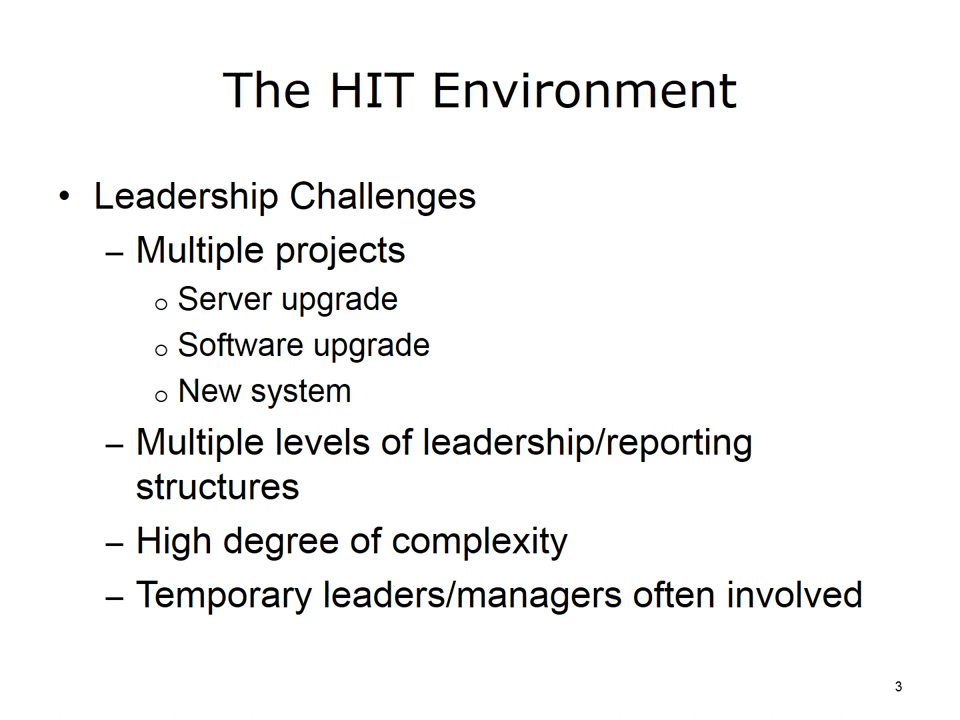 The HIT Environment
• Leadership Challenges
– Multiple projects
o Server upgrade
o Software upgrade
o New system
– Multiple levels of leadership/reporting
structures
– High degree of complexity
– Temporary leaders/managers often involved
3